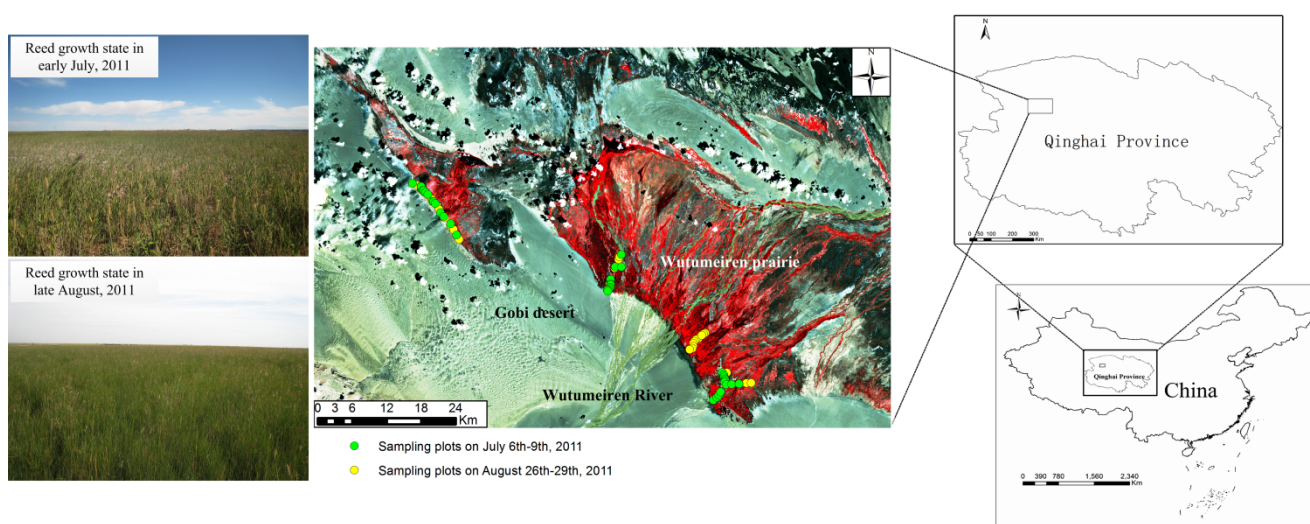 Reed growth state in
early July, 2011
Reed growth state in
late August, 2011
N
Wutumeiren prairie
Gobi desert
Wutumeiren River
0 3 6 12 18 24
Km
Sampling plots on July 6th-9th, 2011
Sampling plots on August 26th-29th, 2011
N
Qinghai Province
0 50 100 200 300
Km
N
Qinghai Province
China
0 390 780 1,560 2,340
Km